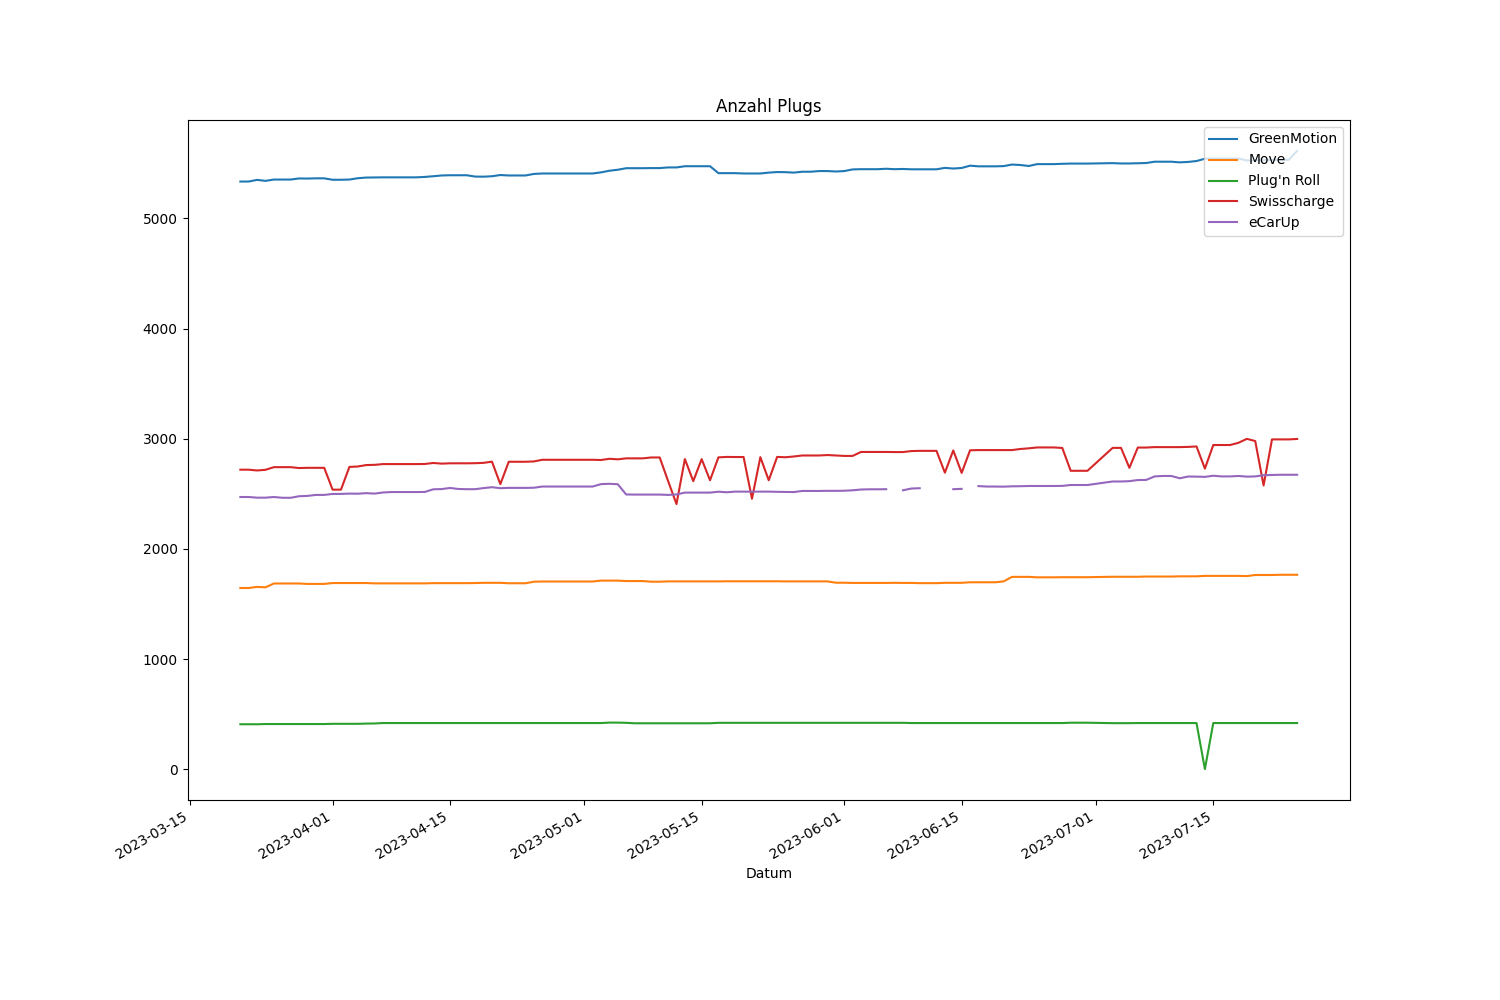 Anzahl Plugs
GreenMotion
Move
Plug'n Roll
Swisscharge
eCarUp
5000
4000
3000
2000
1000
0
2023-03-15
2023-04-01
2023-04-15
2023-05-01
2023-05-15
2023-06-01
2023-06-15
2023-07-01
2023-07-15
Datum